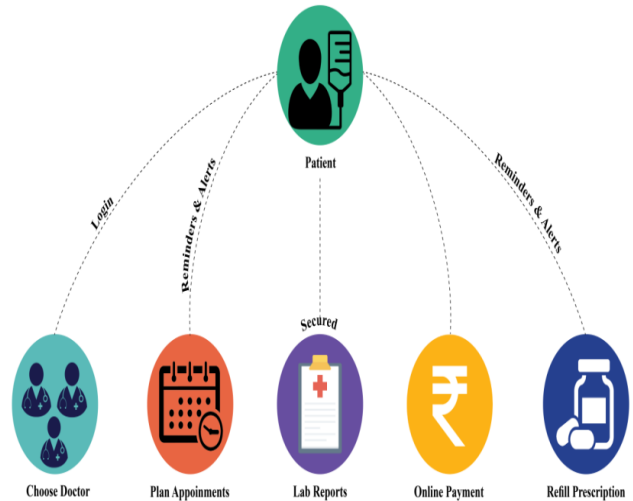 Patient
Login
Reminders & Alerts
Reminders & Alerts
Secured
₹
Choose Doctor
Plan Appoinments
Lab Reports
Online Payment
Refill Prescription